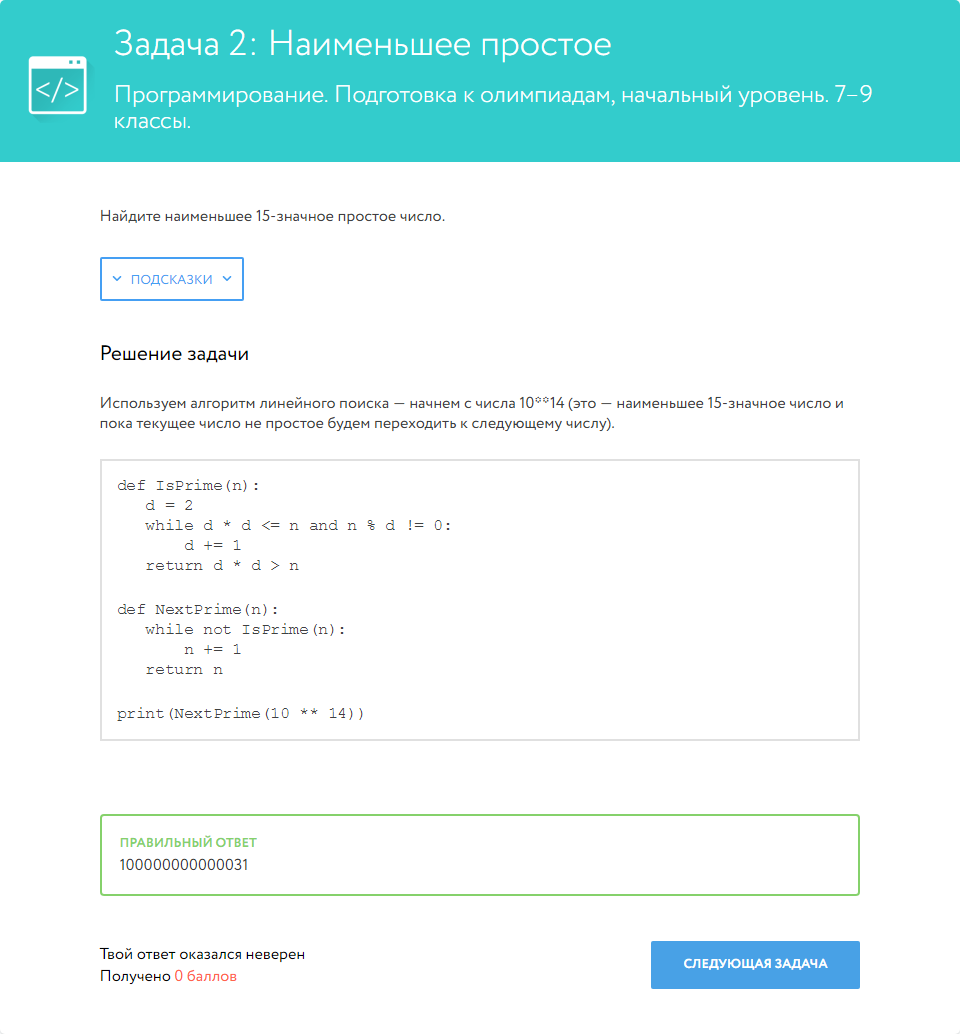 Задача 2: Наименьшее простое
</>
Программирование. Подготовка к олимпиадам, начальный уровень. 7–9
классы.
Найдите наименьшее 15-значное простое число.
ПОДСКАЗКИ
Решение задачи
Используем алгоритм линейного поиска — начнем с числа 10**14 (это — наименьшее 15-значное число и
пока текущее число не простое будем переходить к следующему числу).
def IsPrime(n):
   d = 2
   while d * d <= n and n % d != 0:
       d += 1
   return d * d > n
def NextPrime(n):
   while not IsPrime(n):
       n += 1
   return n
print(NextPrime(10 ** 14))
ПРАВИЛЬНЫЙ ОТВЕТ
100000000000031
Твой ответ оказался неверен
Получено 0 баллов
СЛЕДУЮЩАЯ ЗАДАЧА